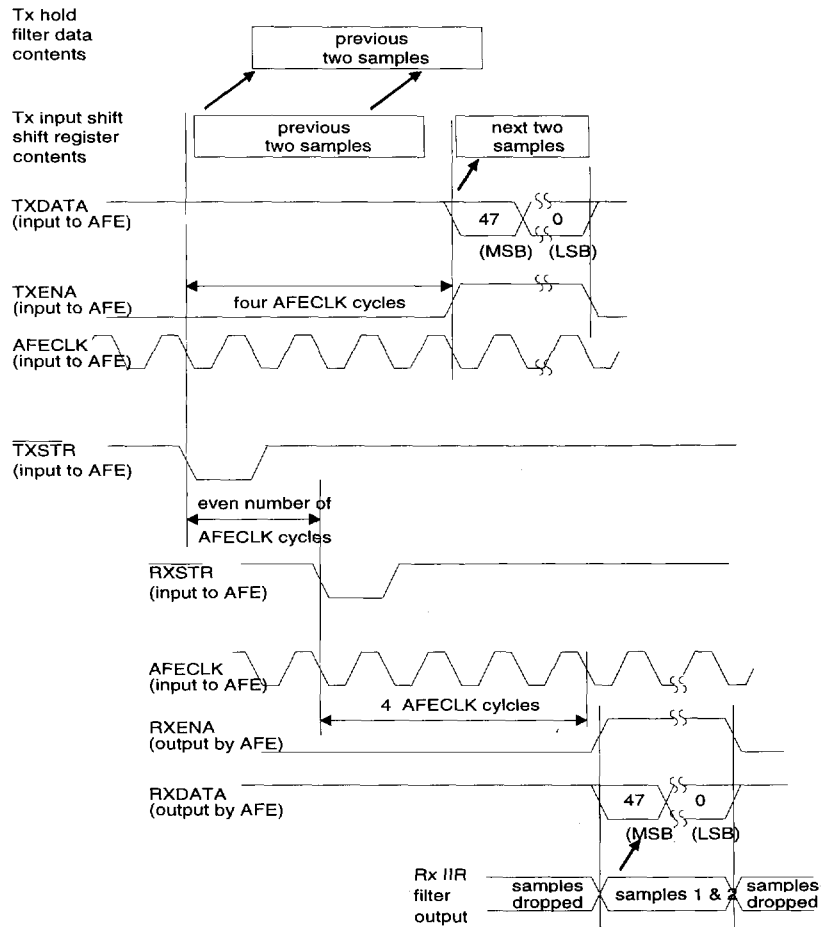 Tx hold
filter data
contents
previous
two samples
Tx input shift
shift register
contents
previous
two samples
next two
samples
TXDATA
(input to AFE)
47
0
(MSB)
(LSB)
TXENA
(input to AFE)
four AFECLK cycles
AFECLK
(input to AFE)
TXSTR
(input to AFE)
even number of
AFECLK cycles
RXSTR
(input to AFE)
AFECLK
(input to AFE)
4 AFECLK cylcles
RXENA
(output by AFE)
RXDATA
(output by AFE)
47
0
(MSB
(LSB)
Rx IIR
filter
output
samples
dropped
samples 1 & 2
samples
dropped